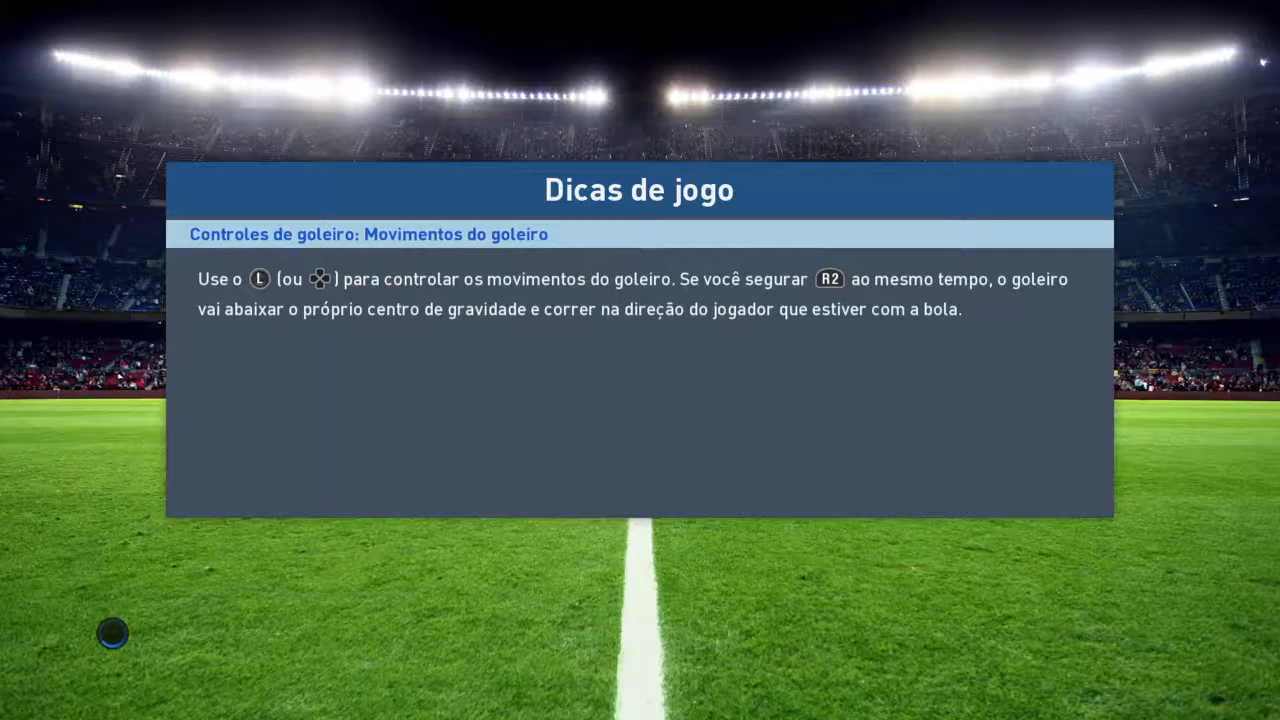 Dicas de jogo
Controles de goleiro: Movimentos do goleiro
Use o L (ou ) para controlar os movimentos do goleiro. Se você segurar R2 ao mesmo tempo, o goleiro
vai abaixar o próprio centro de gravidade e correr na direção do jogador que estiver com a bola.